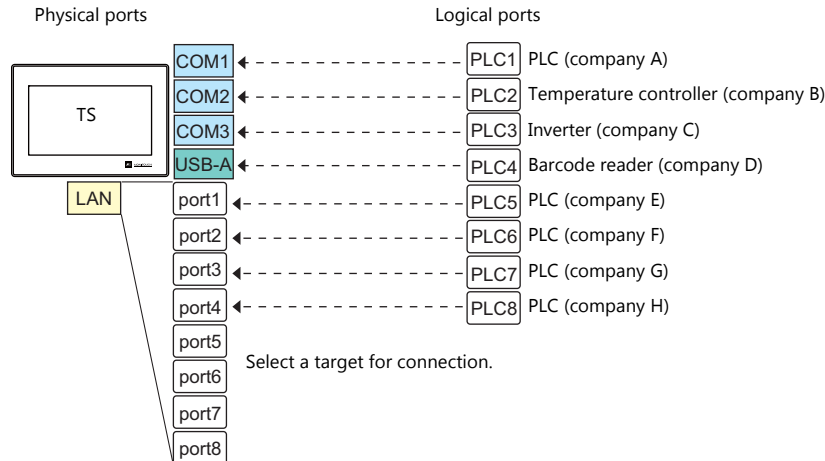 Physical ports Logical ports
COM1 PLC1 PLC (company A)
COM2 PLC2 Temperature controller (company B)
TS
COM3 PLC3 Inverter (company C)
USB-A PLC4 Barcode reader (company D)
LAN port1 PLC5 PLC (company E)
port2 PLC6 PLC (company F)
port3 PLC7 PLC (company G)
port4 PLC8 PLC (company H)
port5
Select a target for connection.
port6
port7
port8